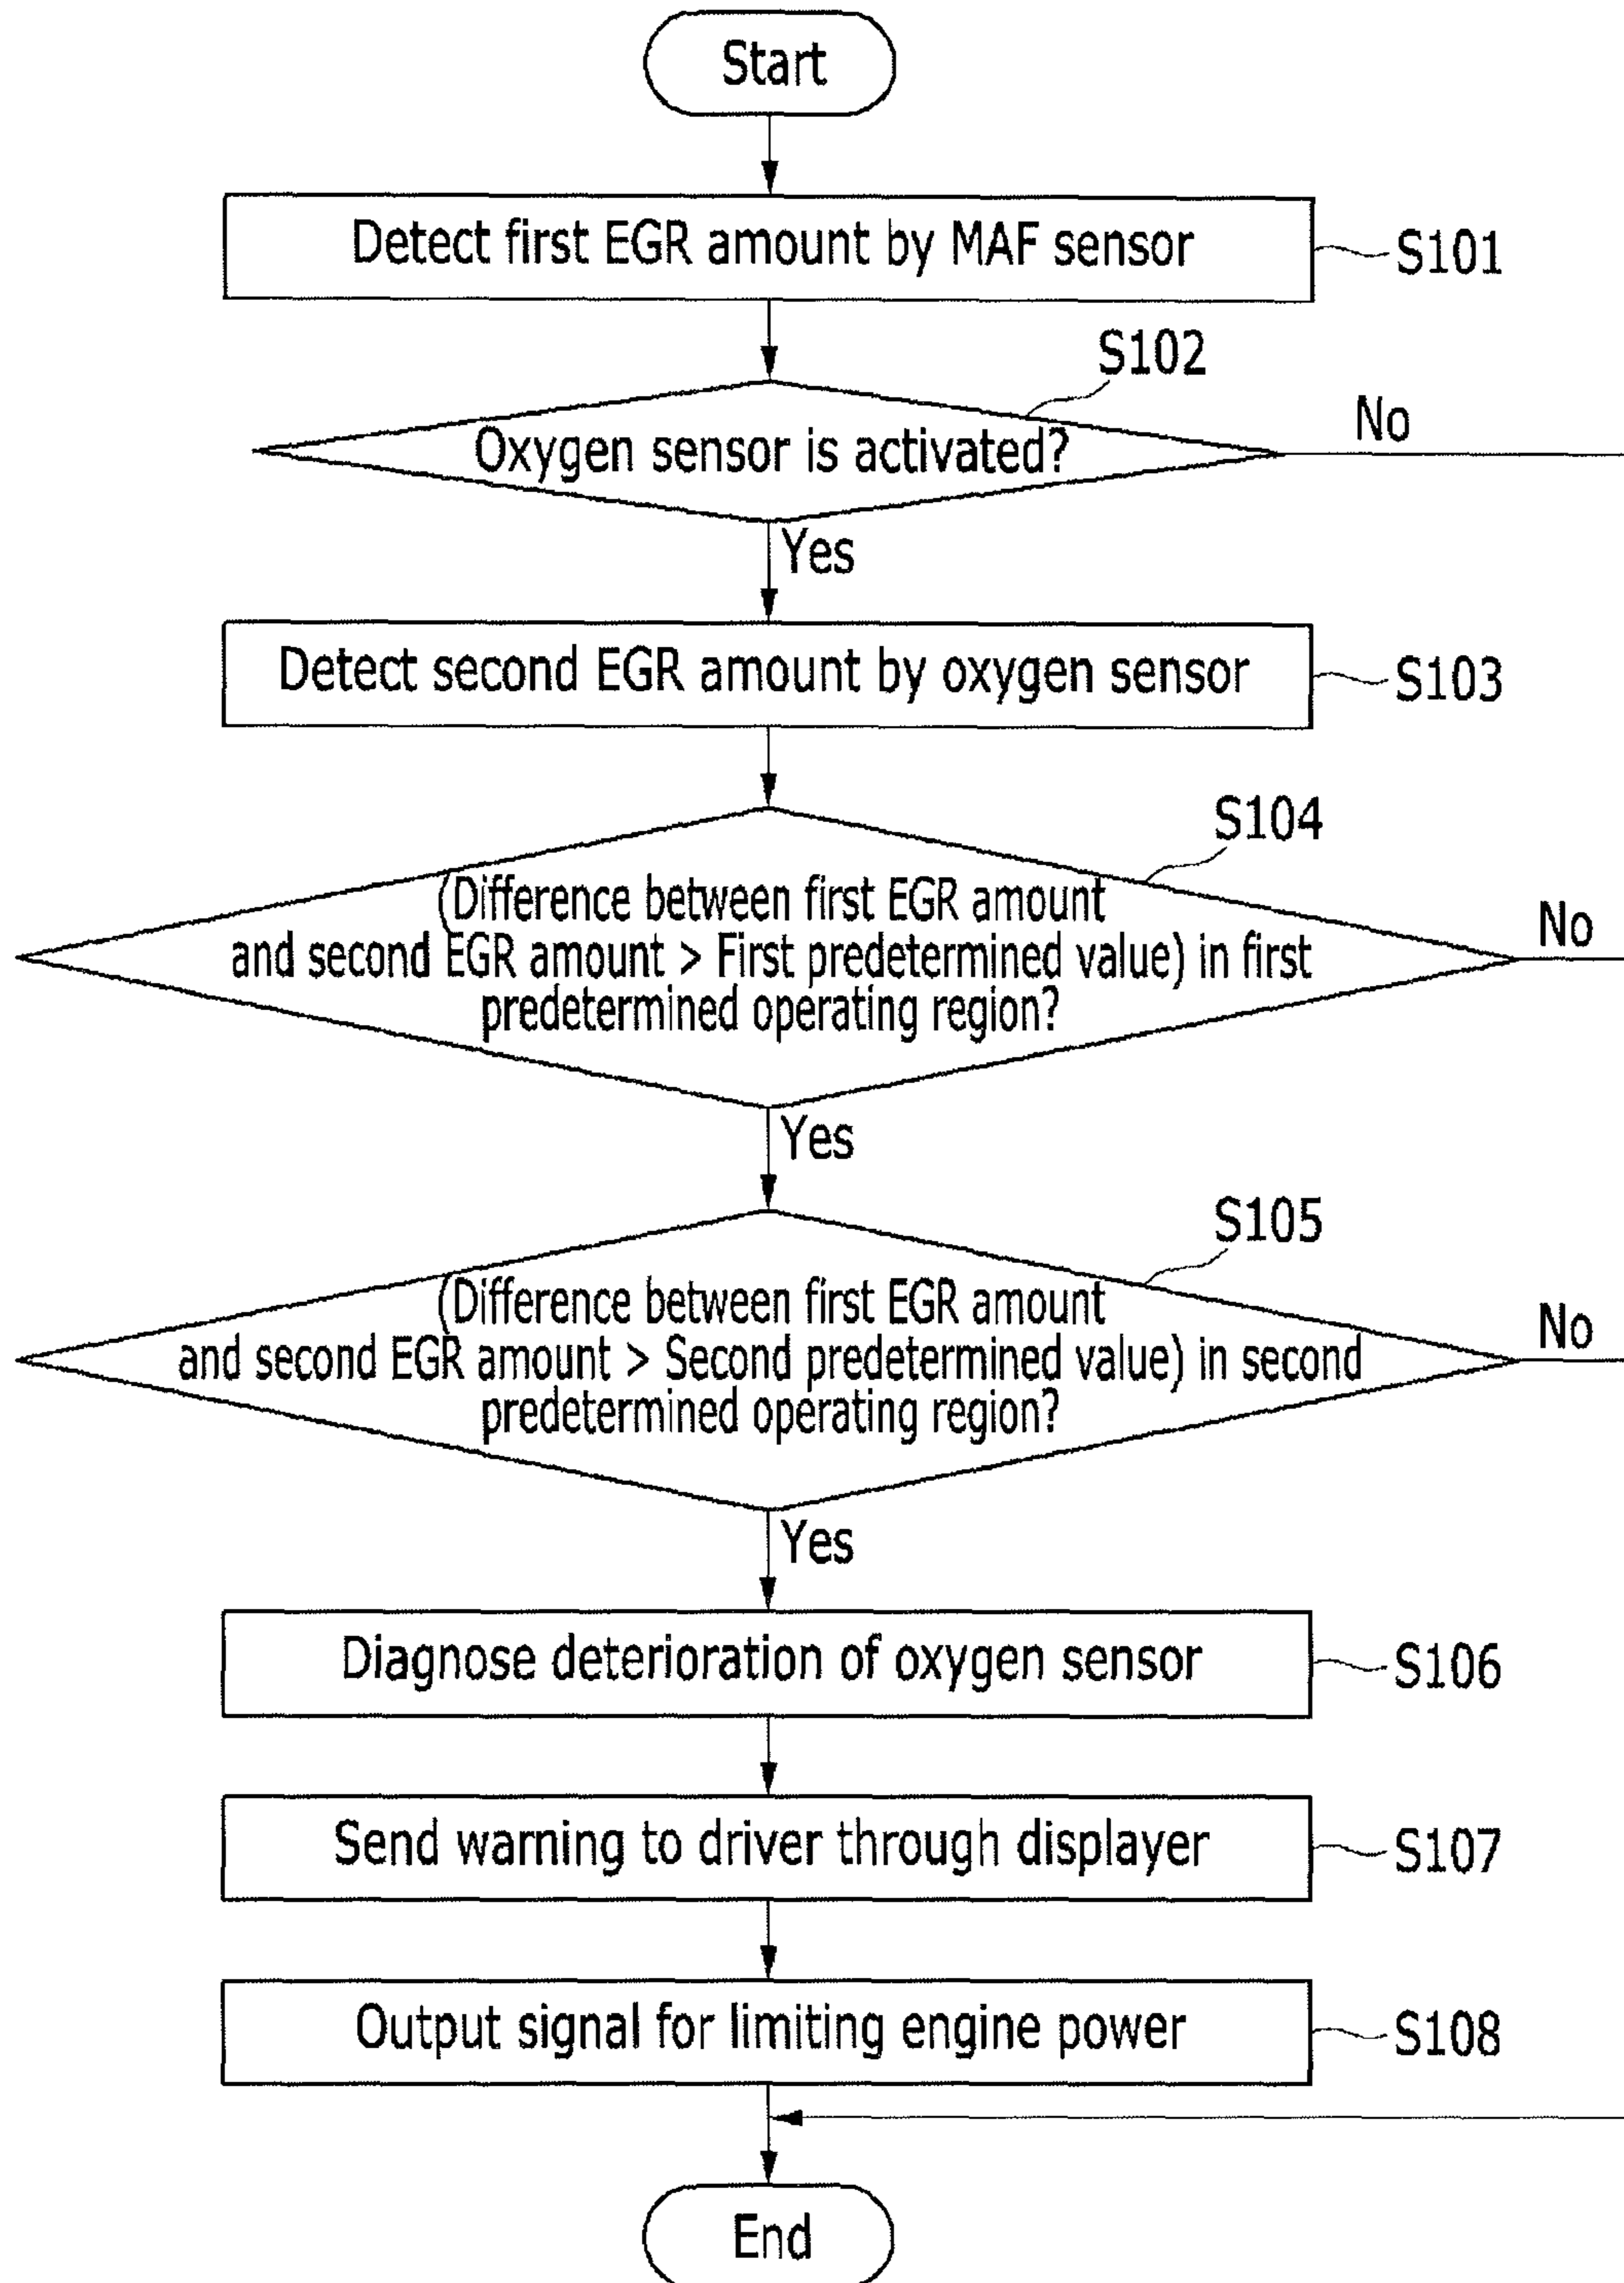 Start
Detect first EGR amount by MAF sensor
S101
S102
Oxygen sensor is activated?
No
Yes
Detect second EGR amount by oxygen sensor
S103
S104
(Difference between first EGR amount
and second EGR amount > First predetermined value) in first
predetermined operating region?
No
Yes
S105
(Difference between first EGR amount
and second EGR amount > Second predetermined value) in second
predetermined operating region?
No
Yes
Diagnose deterioration of oxygen sensor
S106
Send warning to driver through displayer
S107
Output signal for limiting engine power
S108
End